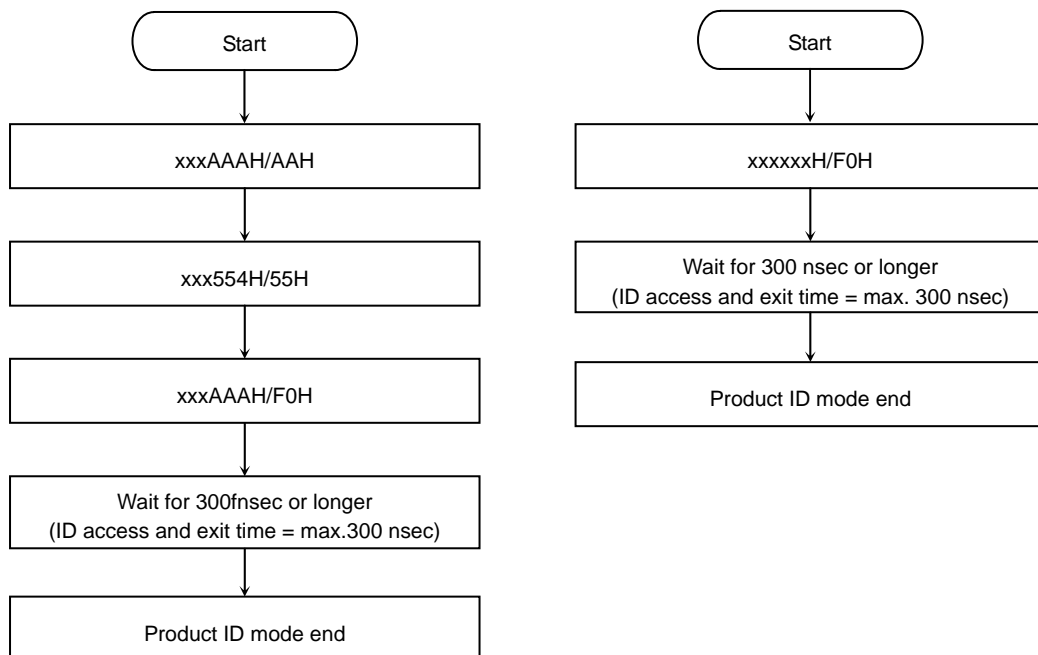 Start
xxxAAAH/AAH
xxx554H/55H
xxxAAAH/F0H
Wait for 300fnsec or longer
(ID access and exit time = max.300 nsec)
Product ID mode end
Start
xxxxxxH/F0H
Wait for 300 nsec or longer
(ID access and exit time = max. 300 nsec)
Product ID mode end